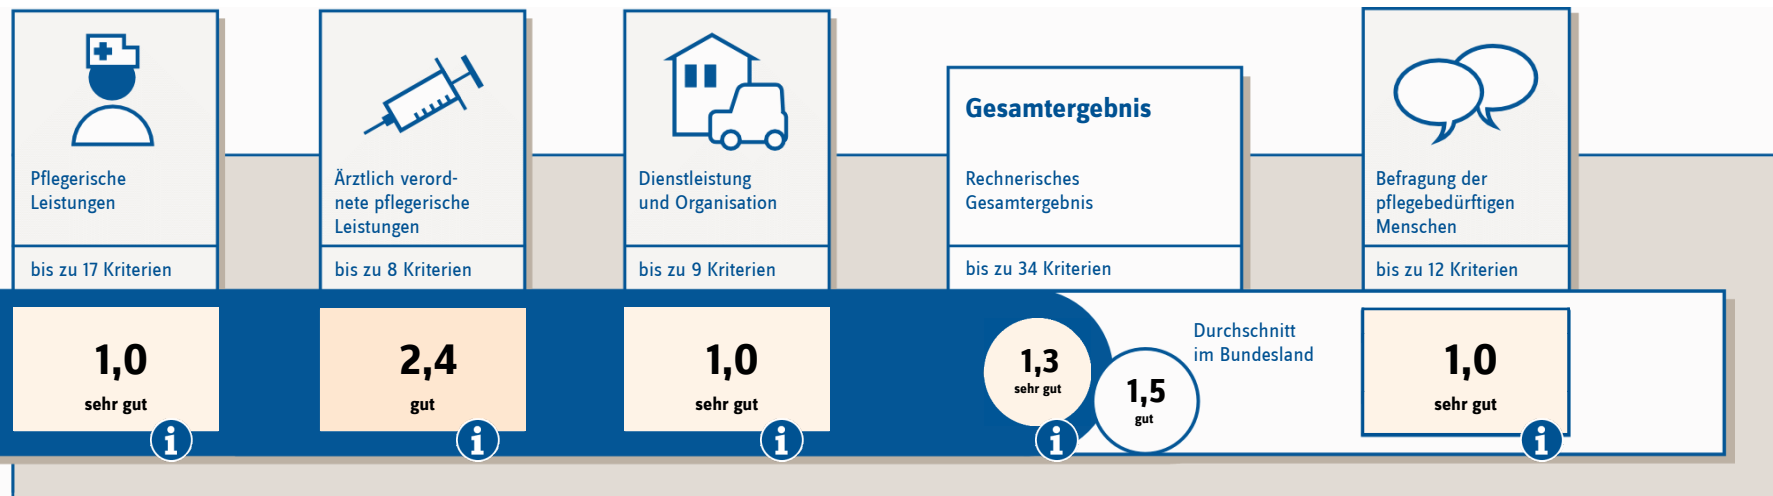 Pflegerische
Leistungen
bis zu 17 Kriterien
1,0
sehr gut
i
Ärztlich verord-
nete pflegerische
Leistungen
bis zu 8 Kriterien
2,4
gut
i
Dienstleistung
und Organisation
bis zu 9 Kriterien
1,0
sehr gut
i
Gesamtergebnis
Rechnerisches
Gesamtergebnis
bis zu 34 Kriterien
1,3
sehr gut
i
1,5
gut
Durchschnitt
im Bundesland
Befragung der
pflegebedürftigen
Menschen
bis zu 12 Kriterien
1,0
sehr gut
i